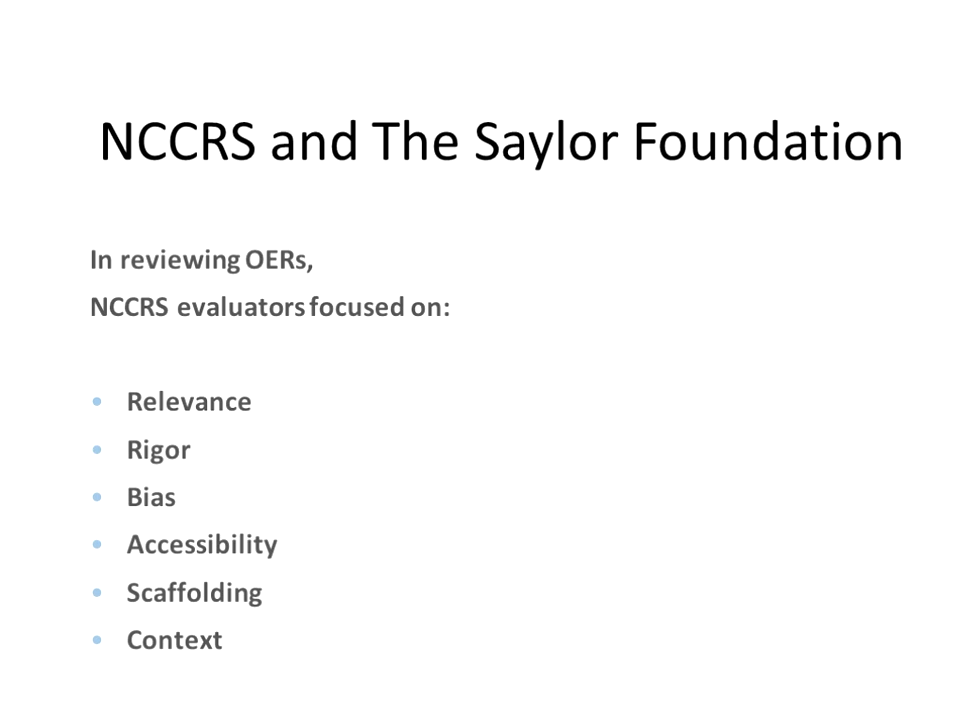 NCCRS and The Saylor Foundation
In reviewing OERs,
NCCRS evaluators focused on:
• Relevance
• Rigor
• Bias
• Accessibility
• Scaffolding
• Context